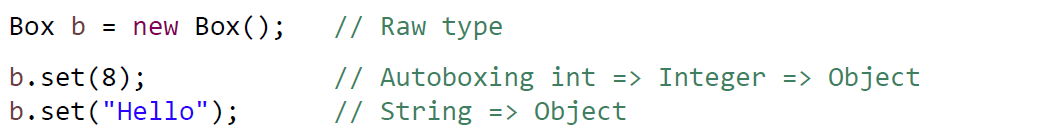 Box b = new Box();   // Raw type
b.set(8);            // Autoboxing int => Integer => Object
b.set("Hello");      // String => Object